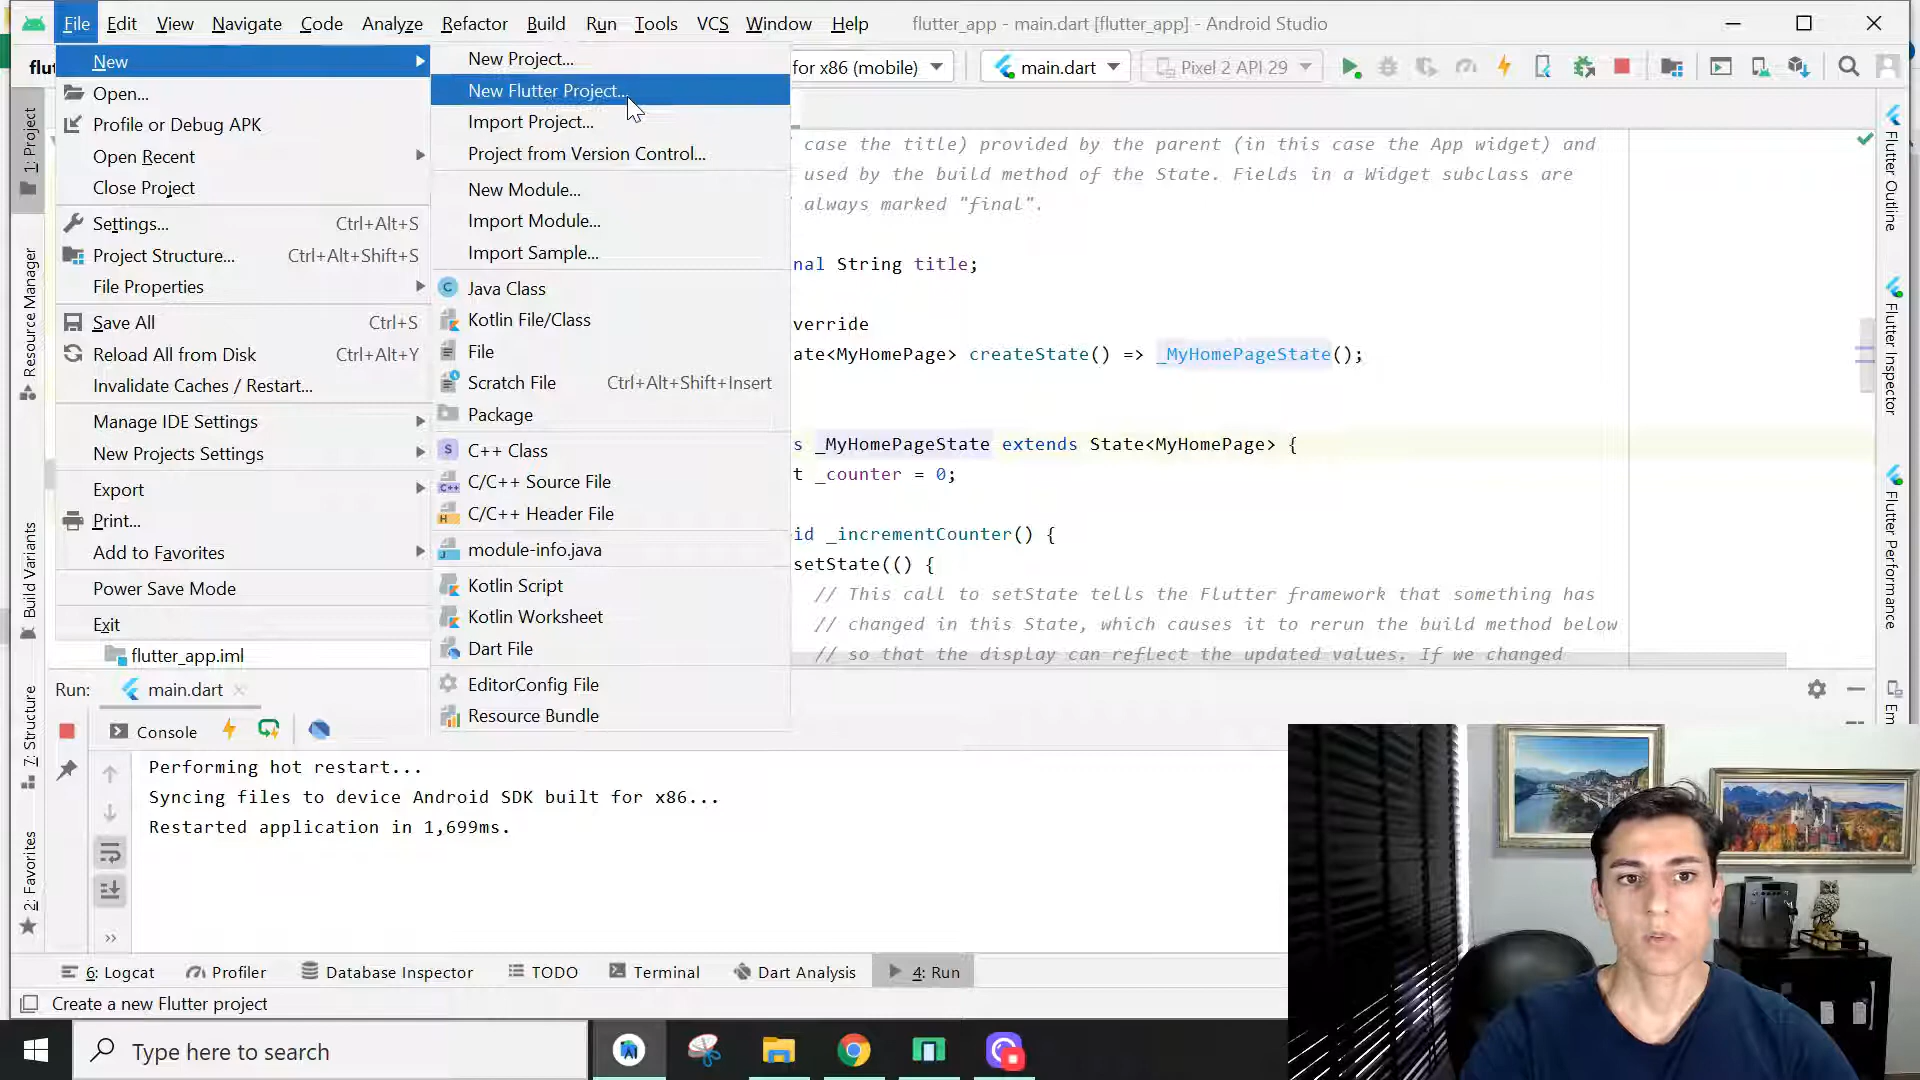 File Edit View Navigate Code Analyze Refactor Build Run Tools VCS Window Help flutter_app - main.dart [flutter_app] - Android Studio
for x86 (mobile) main.dart Pixel 2 API 29
New
Open...
Profile or Debug APK
Open Recent
Close Project
Settings... Ctrl+Alt+S
Project Structure... Ctrl+Alt+Shift+S
File Properties
Save All Ctrl+S
Reload All from Disk Ctrl+Alt+Y
Invalidate Caches / Restart...
Manage IDE Settings
New Projects Settings
Export
Print...
Add to Favorites
Power Save Mode
Exit
flutter_app.iml
New Project...
New Flutter Project...
Import Project...
Project from Version Control...
New Module...
Import Module...
Import Sample...
Java Class
Kotlin File/Class
File
Scratch File Ctrl+Alt+Shift+Insert
Package
C++ Class
C/C++ Source File
C/C++ Header File
module-info.java
Kotlin Script
Kotlin Worksheet
Dart File
EditorConfig File
Resource Bundle
case the title) provided by the parent (in this case the App widget) and
used by the build method of the State. Fields in a Widget subclass are
always marked "final".
nal String title;
verride
ate<MyHomePage> createState() => _MyHomePageState();
s _MyHomePageState extends State<MyHomePage> {
t _counter = 0;
id _incrementCounter() {
setState(() {
// This call to setState tells the Flutter framework that something has
// changed in this State, which causes it to rerun the build method below
// so that the display can reflect the updated values. If we changed
1: Project
Resource Manager
Build Variants
7: Structure
2: Favorites
Flutter Outline
Flutter Inspector
Flutter Performance
Em
Run: main.dart
Console
Performing hot restart...
Syncing files to device Android SDK built for x86...
Restarted application in 1,699ms.
6: Logcat Profiler Database Inspector TODO Terminal Dart Analysis 4: Run
Create a new Flutter project
Type here to search